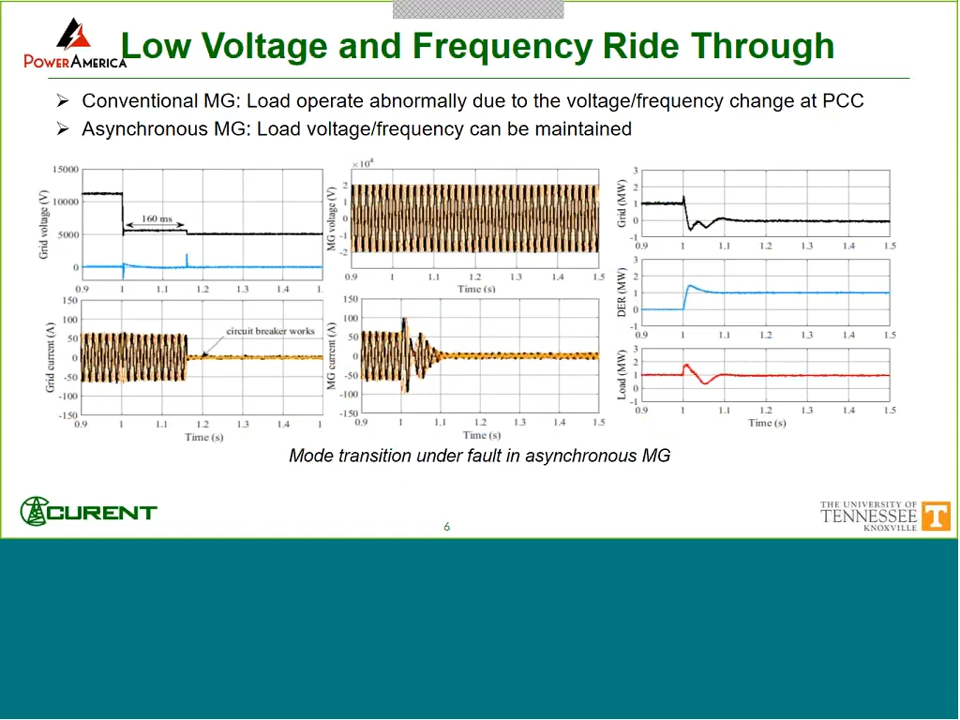 POWERAMERICA
Low Voltage and Frequency Ride Through
➢ Conventional MG: Load operate abnormally due to the voltage/frequency change at PCC
➢ Asynchronous MG: Load voltage/frequency can be maintained
Grid voltage (V)
15000
10000
5000
0
160 ms
0.9 1 1.1 1.2 1.3 1.4 1.
Grid current (A)
150
100
50
0
-50
-100
-150
circuit breaker works
0.9 1 1.1 1.2 1.3 1.4 1.
Time (s)
×10⁴
MG voltage (V)
2
1
0
-1
-2
0.9 1 1.1 1.2 1.3 1.4 1.5
Time (s)
MG current (A)
150
100
50
0
-50
-100
-150
0.9 1 1.1 1.2 1.3 1.4 1.5
Time (s)
Grid (MW)
3
2
1
0
-1
0.9 1 1.1 1.2 1.3 1.4 1.5
DER (MW)
3
2
1
0
-1
0.9 1 1.1 1.2 1.3 1.4 1.5
Load (MW)
3
2
1
0
-1
0.9 1 1.1 1.2 1.3 1.4 1.5
Time (s)
Mode transition under fault in asynchronous MG
CURENT
6
THE UNIVERSITY OF
TENNESSEE
KNOXVILLE
T